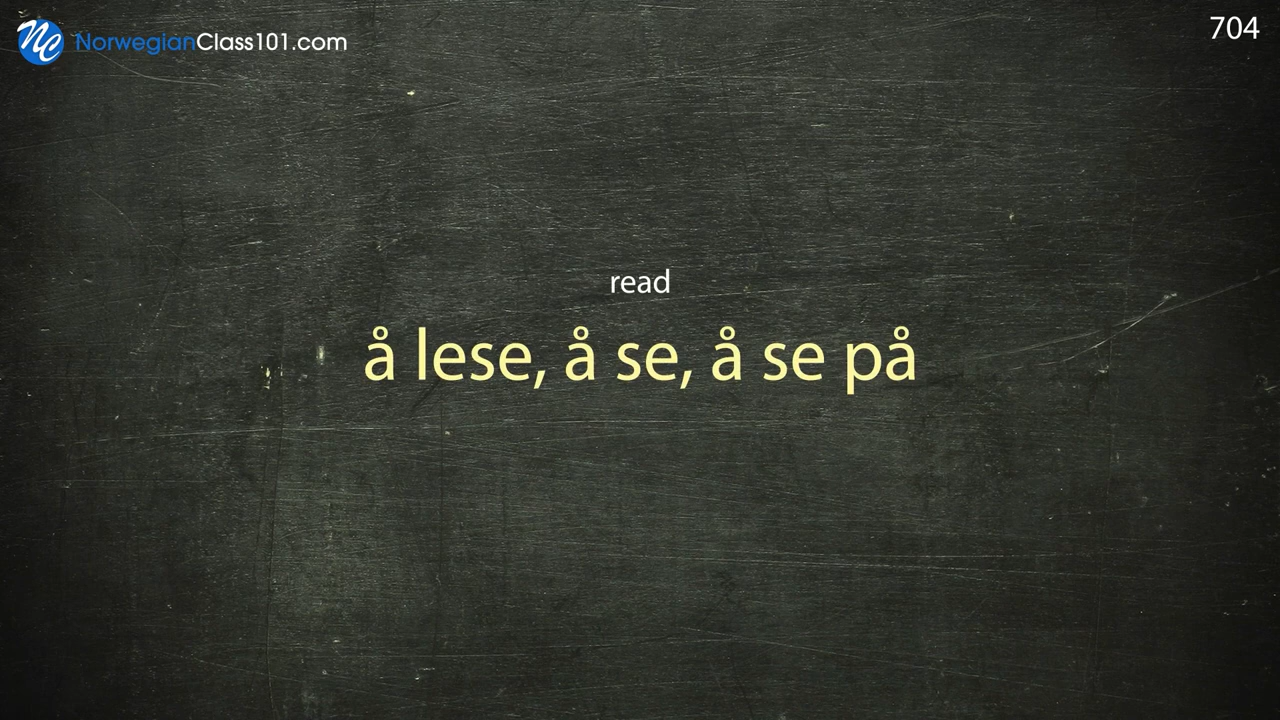 NorwegianClass101.com
704
read
å lese, å se, å se på